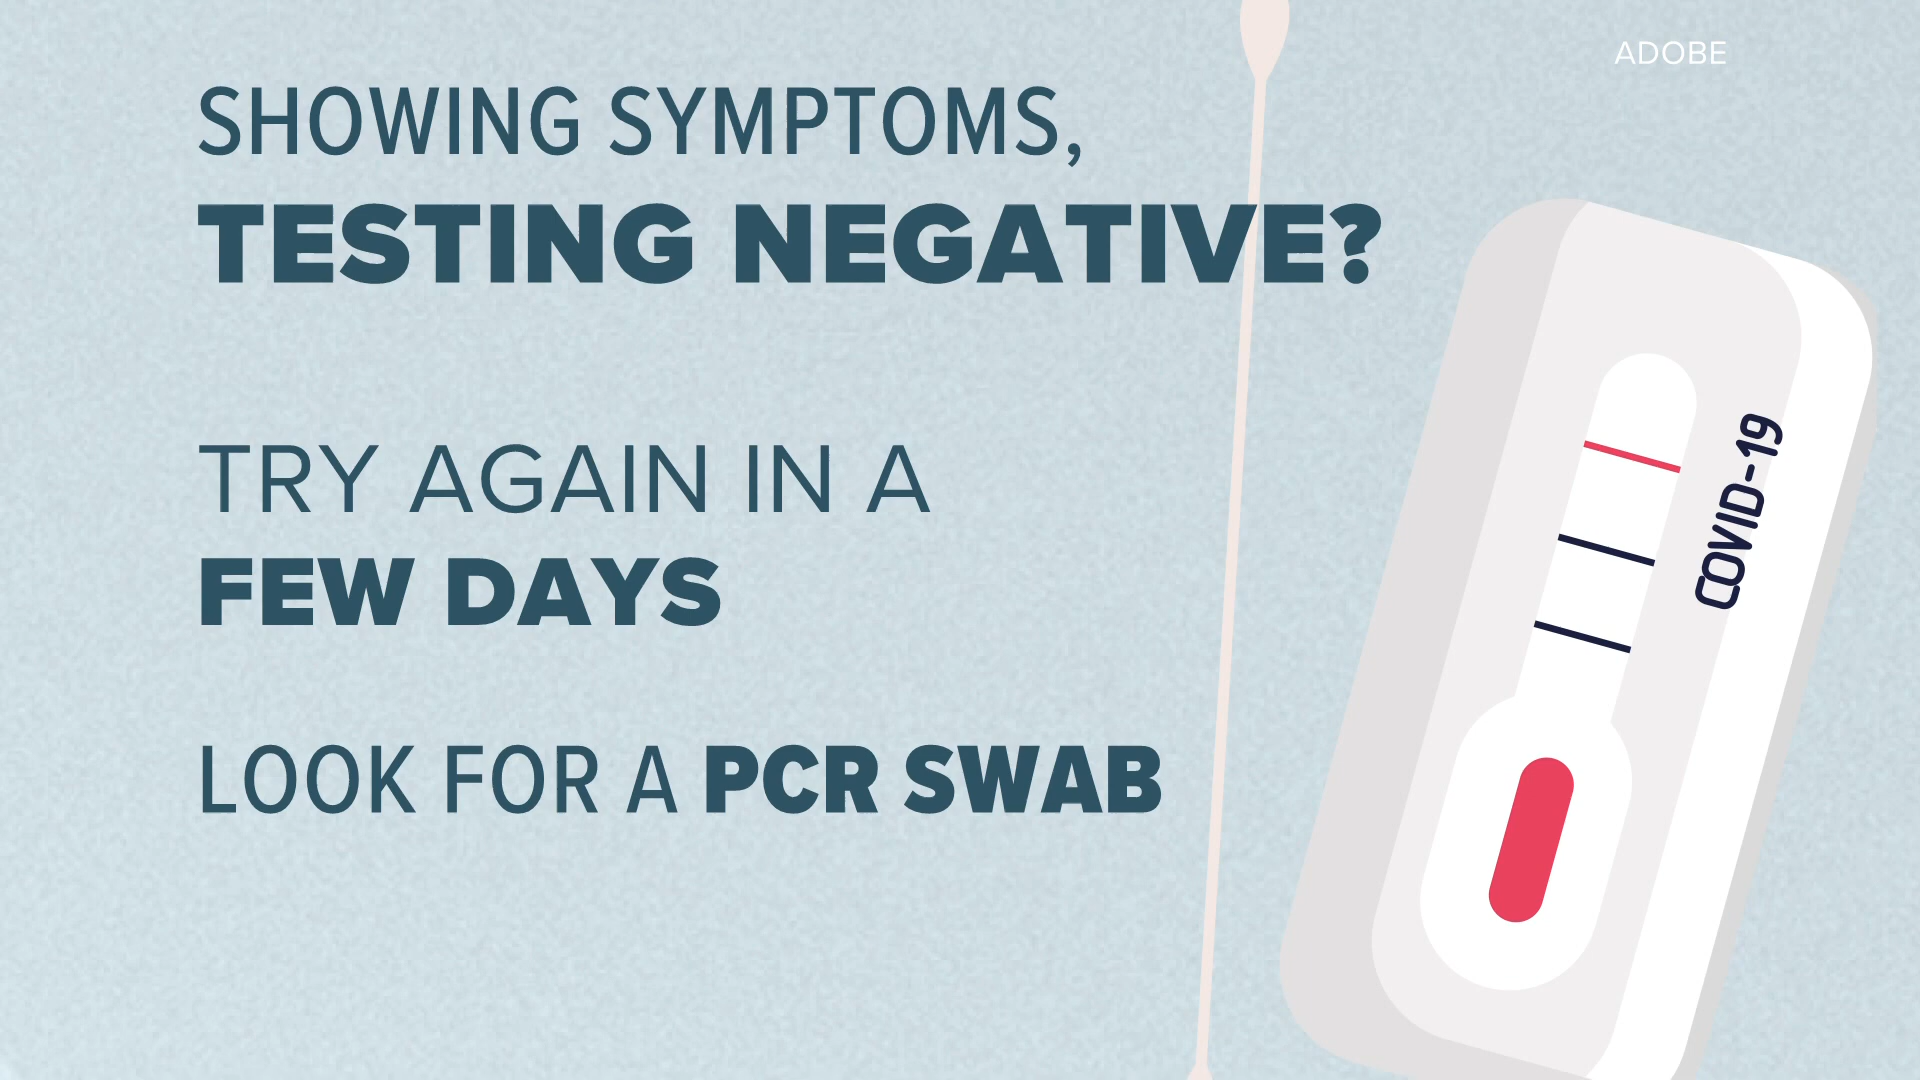 ADOBE
SHOWING SYMPTOMS,
TESTING NEGATIVE?
TRY AGAIN IN A
FEW DAYS
LOOK FOR A PCR SWAB
COVID-19